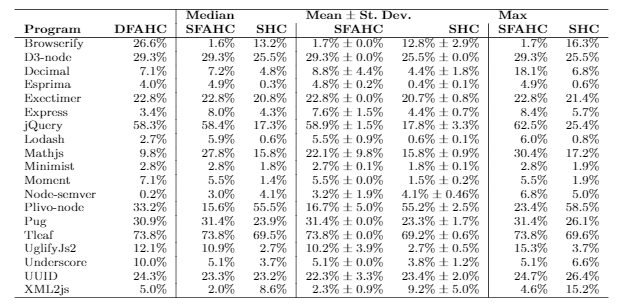 Median Mean ± St. Dev. Max
Program DFAHC SFAHC SHC SFAHC SHC SFAHC SHC
Browserify 26.6% 1.6% 13.2% 1.7% ± 0.0% 12.8% ± 2.9% 1.7% 16.3%
D3-node 29.3% 29.3% 25.5% 29.3% ± 0.0% 25.5% ± 0.0% 29.3% 25.5%
Decimal 7.1% 7.2% 4.8% 8.8% ± 4.4% 4.4% ± 1.8% 18.1% 6.8%
Esprima 4.0% 4.9% 0.3% 4.8% ± 0.2% 0.4% ± 0.1% 4.9% 0.6%
Exectimer 22.8% 22.8% 20.8% 22.8% ± 0.0% 20.7% ± 0.8% 22.8% 21.4%
Express 3.4% 8.0% 4.3% 7.6% ± 1.5% 4.4% ± 0.7% 8.4% 5.7%
jQuery 58.3% 58.4% 17.3% 58.9% ± 1.5% 17.8% ± 3.3% 62.5% 25.4%
Lodash 2.7% 5.9% 0.6% 5.5% ± 0.9% 0.6% ± 0.1% 6.0% 0.8%
Mathjs 9.8% 27.8% 15.8% 22.1% ± 9.8% 15.8% ± 0.9% 30.4% 17.2%
Minimist 2.8% 2.8% 1.8% 2.7% ± 0.1% 1.8% ± 0.1% 2.8% 1.9%
Moment 7.1% 5.5% 1.4% 5.5% ± 0.0% 1.5% ± 0.2% 5.5% 1.9%
Node-semver 0.2% 3.0% 4.1% 3.2% ± 1.9% 4.1% ± 0.46% 6.8% 5.0%
Plivo-node 33.2% 15.6% 55.5% 16.7% ± 5.0% 55.2% ± 2.5% 23.4% 58.5%
Pug 30.9% 31.4% 23.9% 31.4% ± 0.0% 23.3% ± 1.7% 31.4% 26.1%
Tleaf 73.8% 73.8% 69.5% 73.8% ± 0.0% 69.2% ± 0.6% 73.8% 69.6%
UglifyJs2 12.1% 10.9% 2.7% 10.2% ± 3.9% 2.7% ± 0.5% 15.3% 3.7%
Underscore 10.0% 5.1% 3.7% 5.1% ± 0.0% 3.8% ± 1.2% 5.1% 6.6%
UUID 24.3% 23.3% 23.2% 22.3% ± 3.3% 23.4% ± 2.0% 24.7% 26.4%
XML2js 5.0% 2.0% 8.6% 2.3% ± 0.9% 9.2% ± 5.0% 4.6% 15.2%